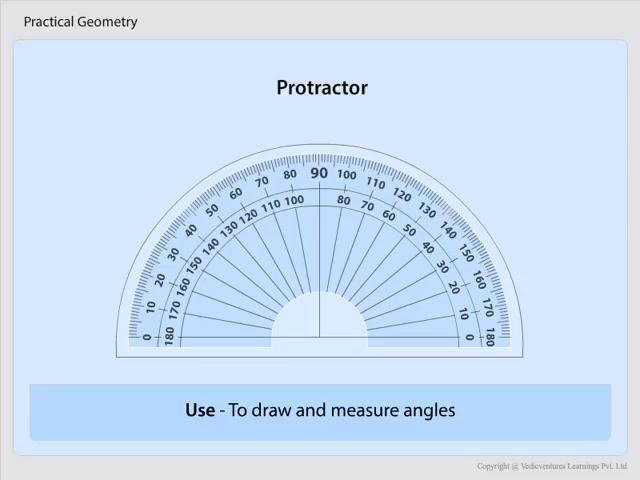 Practical Geometry
Protractor
0 10 20 30 40 50 60 70 80 90 100 110 120 130 140 150 160 170 180
180 170 160 150 140 130 120 110 100 80 70 60 50 40 30 20 10 0
Use - To draw and measure angles
Copyright @ Vedicventures Learnings Pvt. Ltd